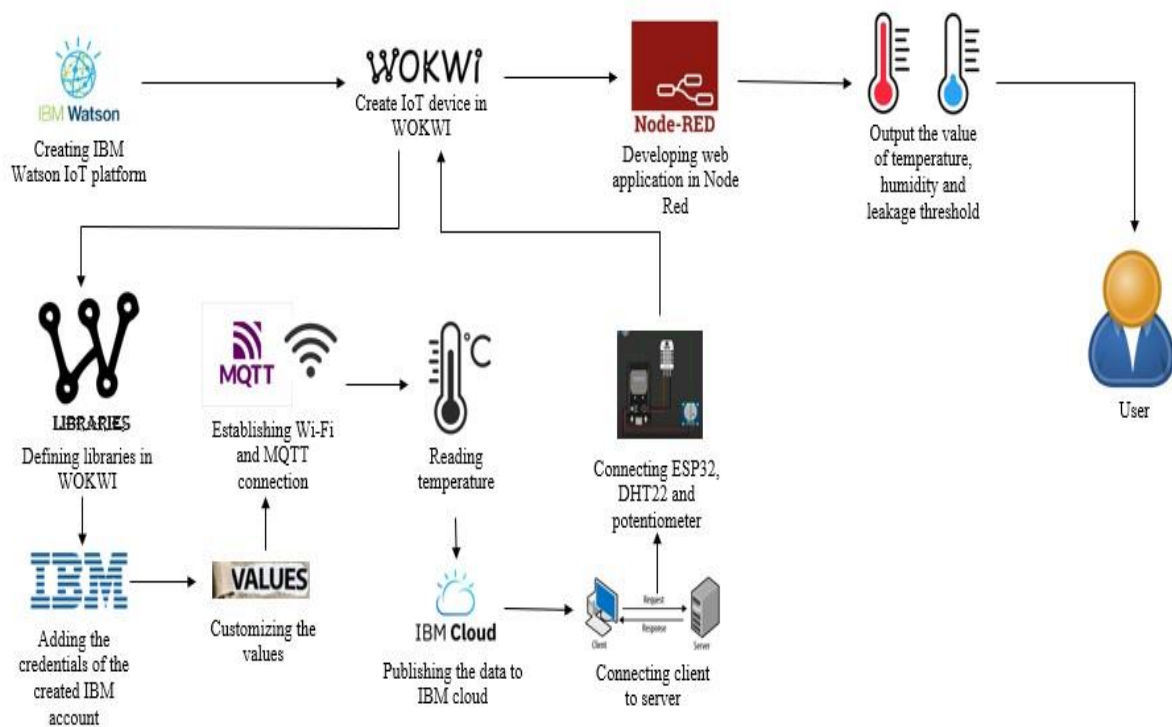 IBM Watson
Creating IBM
Watson IoT platform
WOKWi
Create IoT device in
WOKWI
Node-RED
Developing web
application in Node
Red
Output the value
of temperature,
humidity and
leakage threshold
User
LIBRARIES
Defining libraries in
WOKWI
IBM
Adding the
credentials of the
created IBM
account
VALUES
Customizing the
values
MQTT
Establishing Wi-Fi
and MQTT
connection
°C
Reading
temperature
IBM Cloud
Publishing the data to
IBM cloud
Request
Response
Client
Server
Connecting client
to server
Connecting ESP32,
DHT22 and
potentiometer